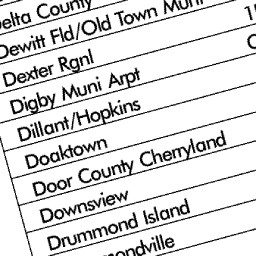 Delta County
Dewitt Fld/Old Town Muni
Dexter Rgnl
Digby Muni Arpt
Dillant/Hopkins
Doaktown
Door County Cherryland
Downsview
Drummond Island